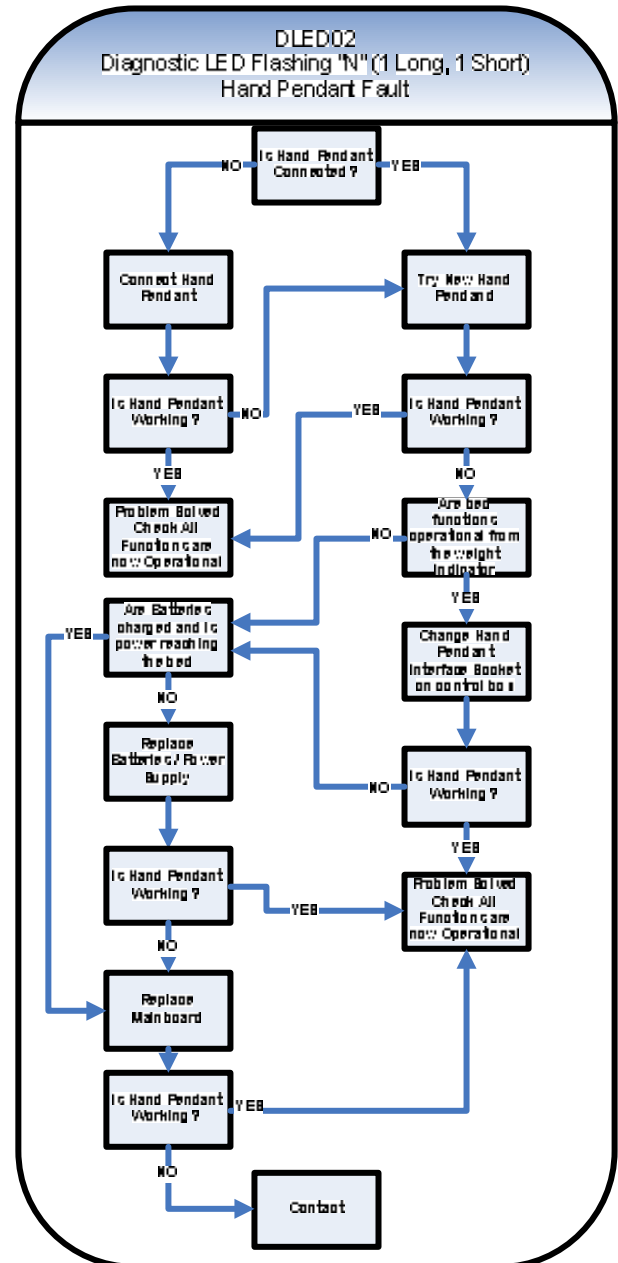 DLED02
Diagnostic LED Flashing "N" (1 Long, 1 Short)
Hand Pendant Fault
Is Hand Pendant
Connected?
NO
YES
Connect Hand
Pendant
Try New Hand
Pendand
Is Hand Pendant
Working?
NO
YES
Is Hand Pendant
Working?
YES
NO
Problem Solved
Check All
Functions are
now Operational
Are bed
functions
operational from
the weight
indicator
NO
YES
Are Batteries
charged and is
power reaching
the bed
YES
NO
Change Hand
Pendant
Interface Socket
on control box
Replace
Batteries / Power
Supply
Is Hand Pendant
Working?
NO
YES
Is Hand Pendant
Working?
YES
NO
Problem Solved
Check All
Functions are
now Operational
Replace
Mainboard
Is Hand Pendant
Working?
YES
NO
Contact